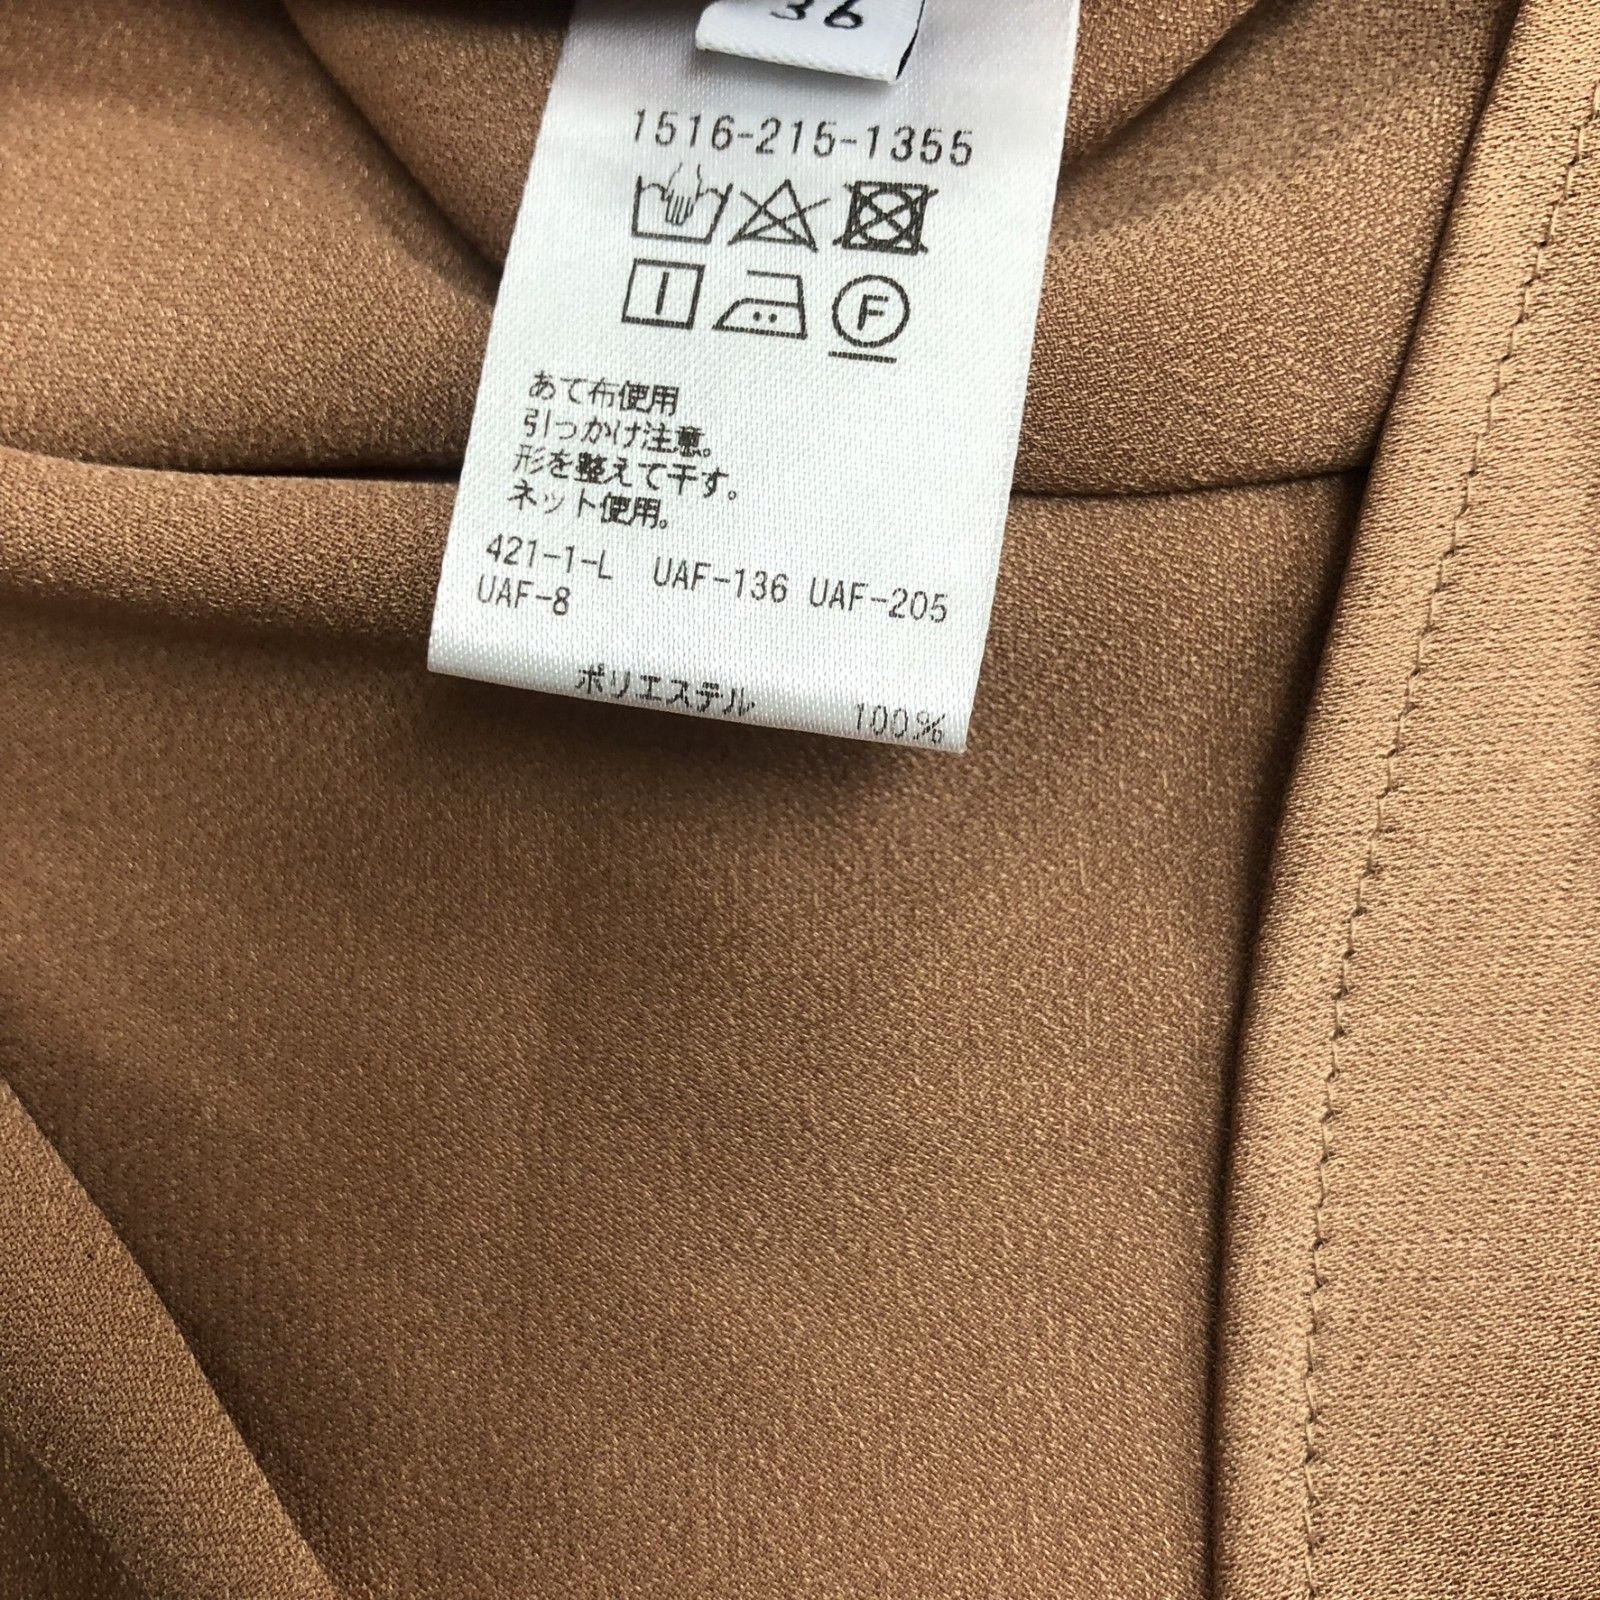 36
1516-215-1355
F
あて布使用
引っかけ注意。
形を整えて干す。
ネット使用。
421-1-L UAF-136 UAF-205
UAF-8
ポリエステル 100%